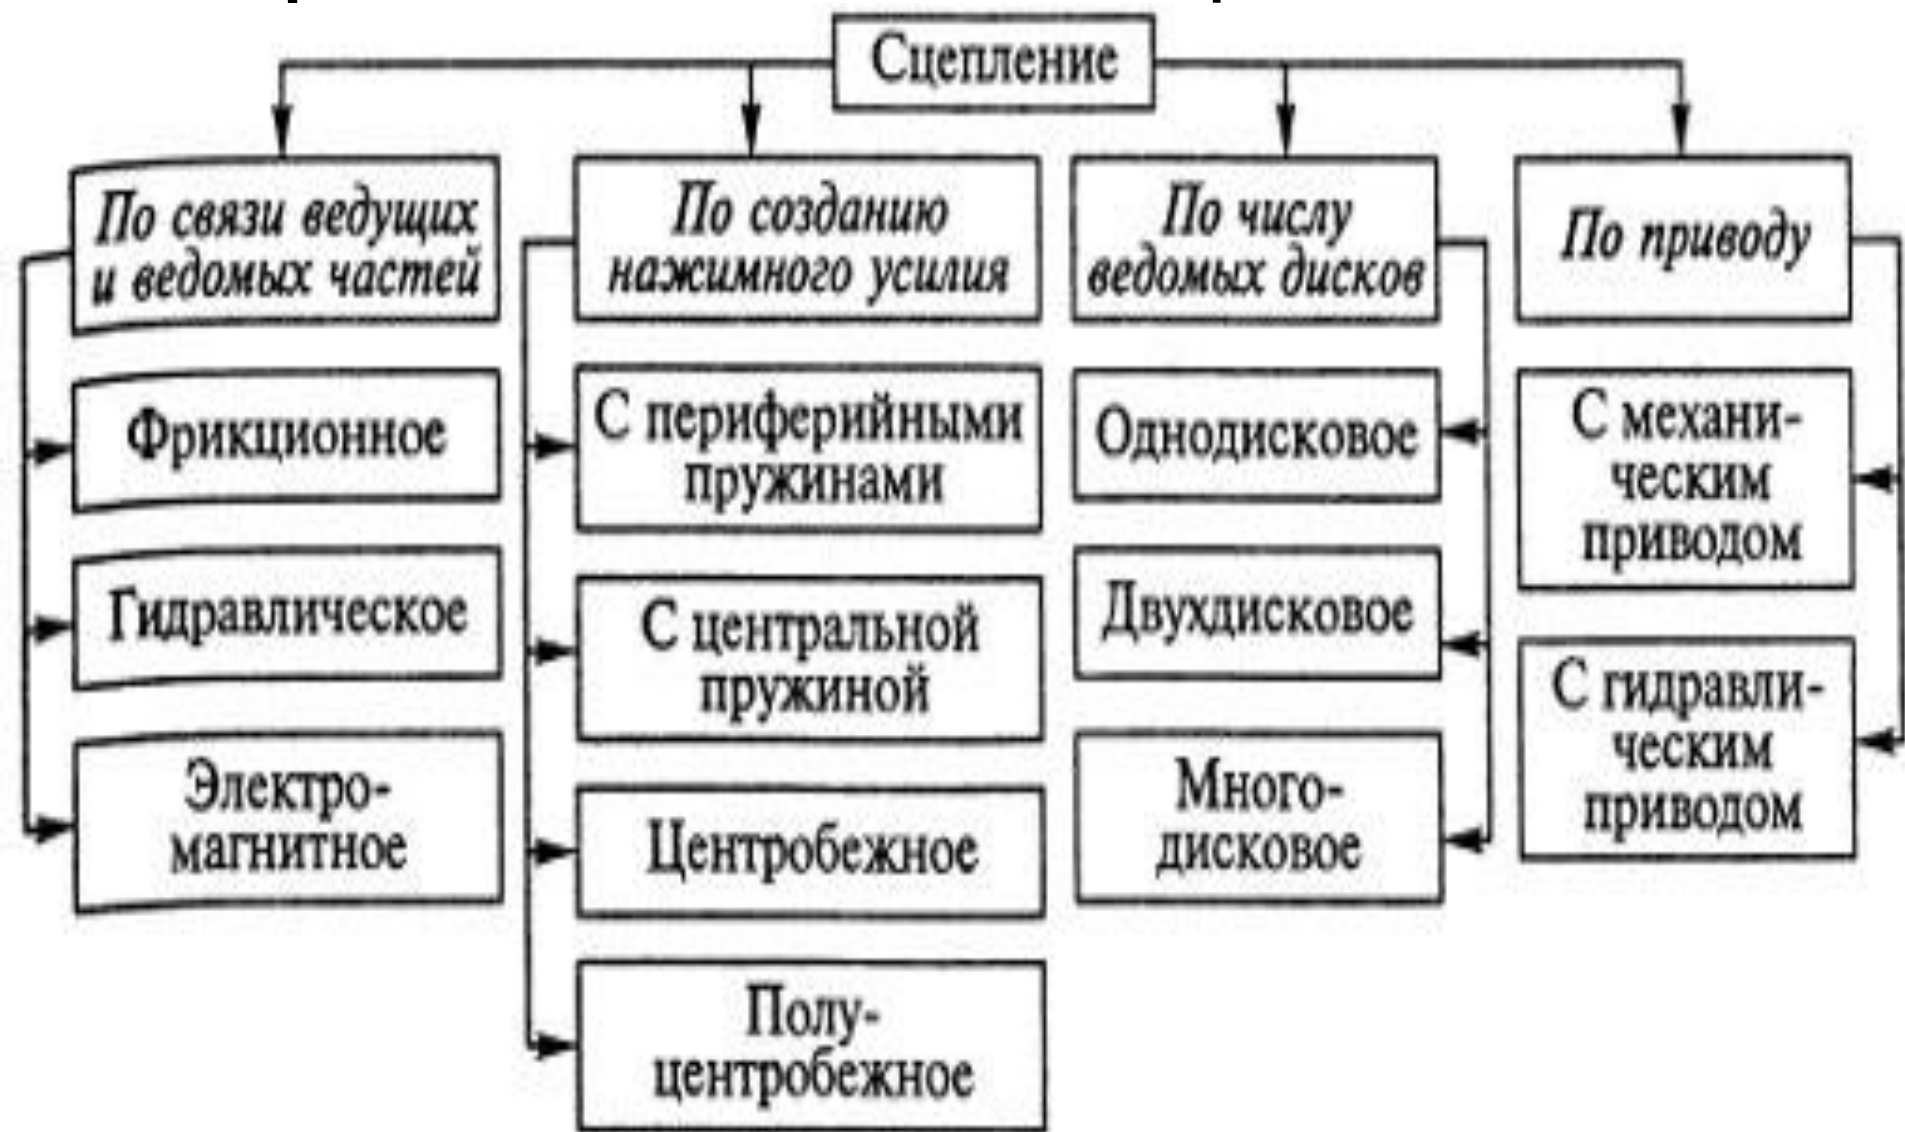 Сцепление
По связи ведущих
и ведомых частей
Фрикционное
Гидравлическое
Электро-
магнитное
По созданию
нажимного усилия
С периферийными
пружинами
С центральной
пружиной
Центробежное
Полу-
центробежное
По числу
ведомых дисков
Однодисковое
Двухдисковое
Много-
дисковое
По приводу
С механи-
ческим
приводом
С гидравли-
ческим
приводом